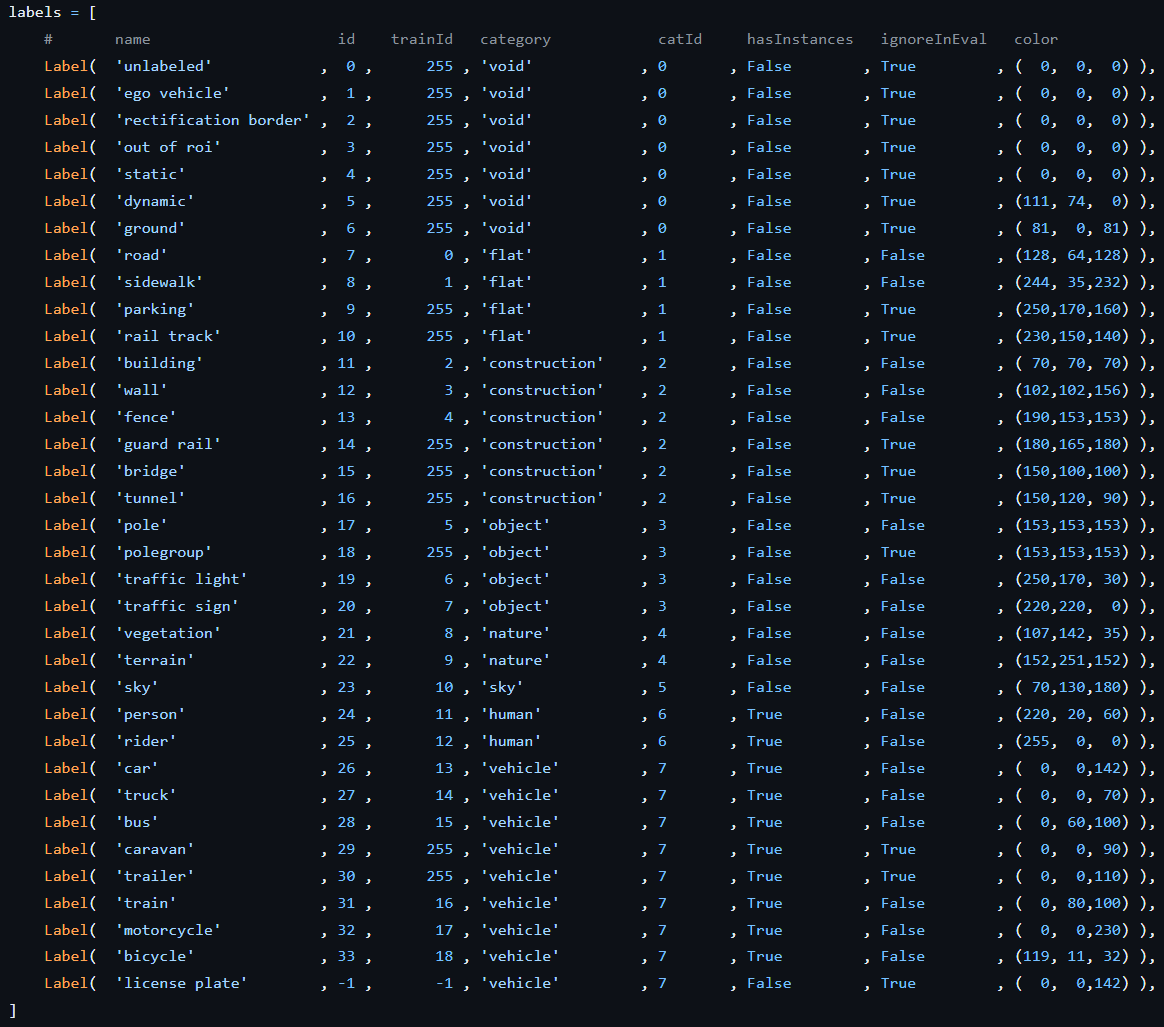 labels = [
    #       name                     id    trainId   category            catId     hasInstances   ignoreInEval   color
    Label(  'unlabeled'            ,  0 ,      255 , 'void'            , 0       , False        , True         , (  0,  0,  0) ),
    Label(  'ego vehicle'          ,  1 ,      255 , 'void'            , 0       , False        , True         , (  0,  0,  0) ),
    Label(  'rectification border' ,  2 ,      255 , 'void'            , 0       , False        , True         , (  0,  0,  0) ),
    Label(  'out of roi'           ,  3 ,      255 , 'void'            , 0       , False        , True         , (  0,  0,  0) ),
    Label(  'static'               ,  4 ,      255 , 'void'            , 0       , False        , True         , (  0,  0,  0) ),
    Label(  'dynamic'              ,  5 ,      255 , 'void'            , 0       , False        , True         , (111, 74,  0) ),
    Label(  'ground'               ,  6 ,      255 , 'void'            , 0       , False        , True         , ( 81,  0, 81) ),
    Label(  'road'                 ,  7 ,        0 , 'flat'            , 1       , False        , False        , (128, 64,128) ),
    Label(  'sidewalk'             ,  8 ,        1 , 'flat'            , 1       , False        , False        , (244, 35,232) ),
    Label(  'parking'              ,  9 ,      255 , 'flat'            , 1       , False        , True         , (250,170,160) ),
    Label(  'rail track'           , 10 ,      255 , 'flat'            , 1       , False        , True         , (230,150,140) ),
    Label(  'building'             , 11 ,        2 , 'construction'    , 2       , False        , False        , ( 70, 70, 70) ),
    Label(  'wall'                 , 12 ,        3 , 'construction'    , 2       , False        , False        , (102,102,156) ),
    Label(  'fence'                , 13 ,        4 , 'construction'    , 2       , False        , False        , (190,153,153) ),
    Label(  'guard rail'           , 14 ,      255 , 'construction'    , 2       , False        , True         , (180,165,180) ),
    Label(  'bridge'               , 15 ,      255 , 'construction'    , 2       , False        , True         , (150,100,100) ),
    Label(  'tunnel'               , 16 ,      255 , 'construction'    , 2       , False        , True         , (150,120, 90) ),
    Label(  'pole'                 , 17 ,        5 , 'object'          , 3       , False        , False        , (153,153,153) ),
    Label(  'polegroup'            , 18 ,      255 , 'object'          , 3       , False        , True         , (153,153,153) ),
    Label(  'traffic light'        , 19 ,        6 , 'object'          , 3       , False        , False        , (250,170, 30) ),
    Label(  'traffic sign'         , 20 ,        7 , 'object'          , 3       , False        , False        , (220,220,  0) ),
    Label(  'vegetation'           , 21 ,        8 , 'nature'          , 4       , False        , False        , (107,142, 35) ),
    Label(  'terrain'              , 22 ,        9 , 'nature'          , 4       , False        , False        , (152,251,152) ),
    Label(  'sky'                  , 23 ,       10 , 'sky'             , 5       , False        , False        , ( 70,130,180) ),
    Label(  'person'               , 24 ,       11 , 'human'           , 6       , True         , False        , (220, 20, 60) ),
    Label(  'rider'                , 25 ,       12 , 'human'           , 6       , True         , False        , (255,  0,  0) ),
    Label(  'car'                  , 26 ,       13 , 'vehicle'         , 7       , True         , False        , (  0,  0,142) ),
    Label(  'truck'                , 27 ,       14 , 'vehicle'         , 7       , True         , False        , (  0,  0, 70) ),
    Label(  'bus'                  , 28 ,       15 , 'vehicle'         , 7       , True         , False        , (  0, 60,100) ),
    Label(  'caravan'              , 29 ,      255 , 'vehicle'         , 7       , True         , True         , (  0,  0, 90) ),
    Label(  'trailer'              , 30 ,      255 , 'vehicle'         , 7       , True         , True         , (  0,  0,110) ),
    Label(  'train'                , 31 ,       16 , 'vehicle'         , 7       , True         , False        , (  0, 80,100) ),
    Label(  'motorcycle'           , 32 ,       17 , 'vehicle'         , 7       , True         , False        , (  0,  0,230) ),
    Label(  'bicycle'              , 33 ,       18 , 'vehicle'         , 7       , True         , False        , (119, 11, 32) ),
    Label(  'license plate'        , -1 ,       -1 , 'vehicle'         , 7       , False        , True         , (  0,  0,142) ),
]